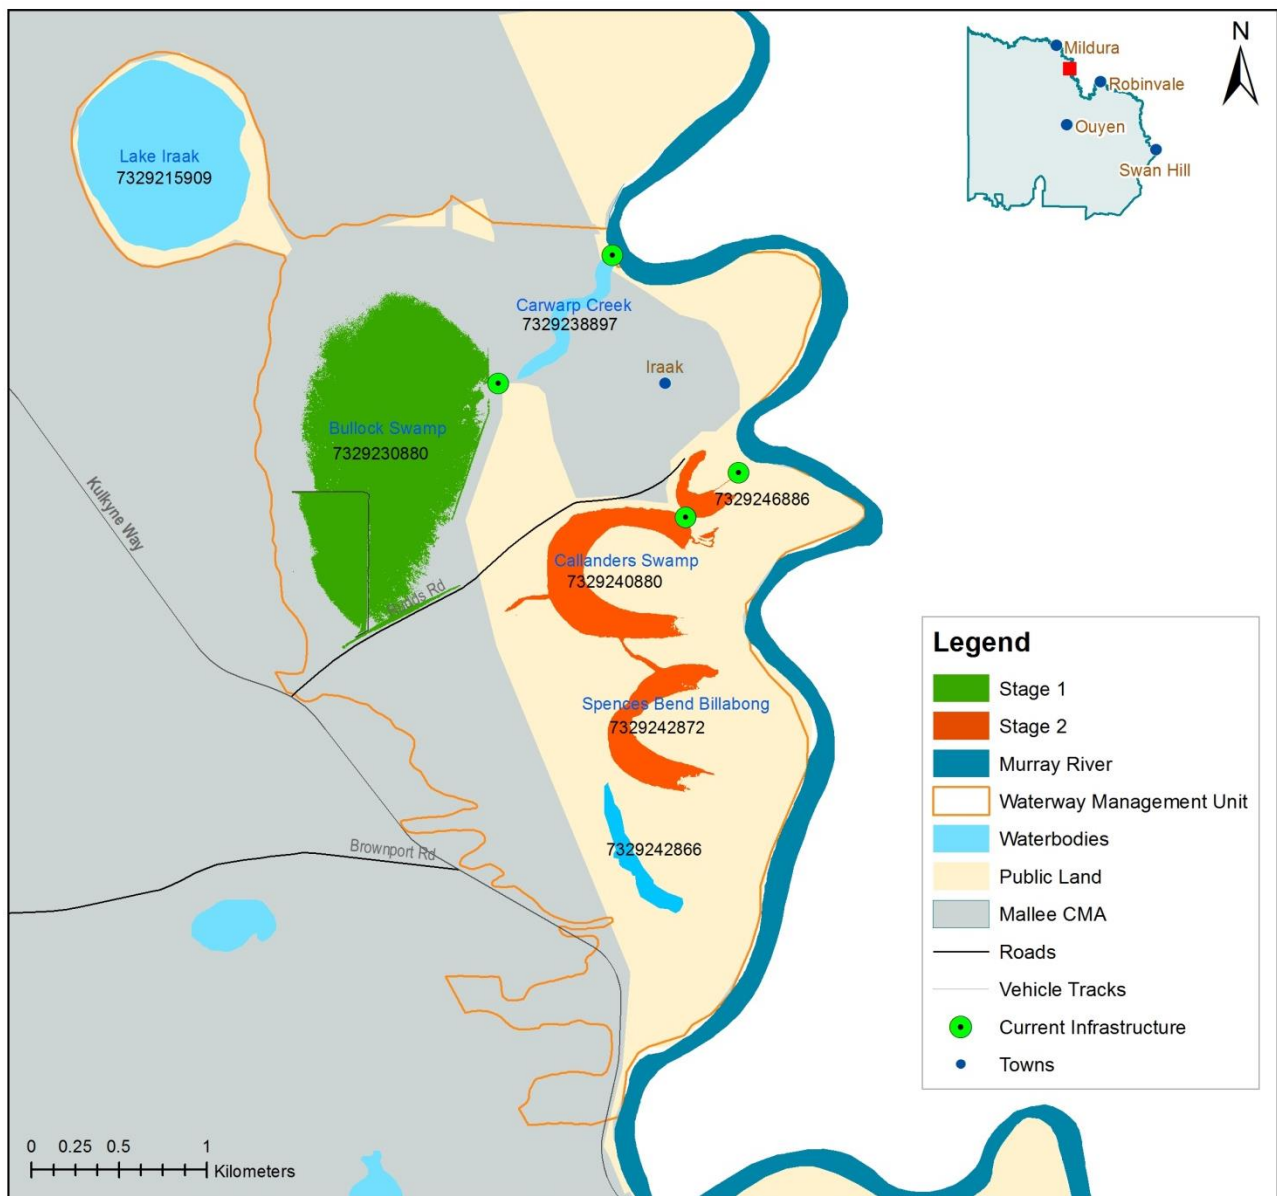 N
Mildura
Robinvale
Ouyen
Swan Hill
Lake Iraak
7329215909
Carwarp Creek
7329238897
Iraak
Bullock Swamp
7329230880
Kulkyne Way
7329246886
Callanders Swamp
7329240880
Rd
Spences Bend Billabong
7329242872
7329242866
Brownport Rd
Legend
Stage 1
Stage 2
Murray River
Waterway Management Unit
Waterbodies
Public Land
Mallee CMA
Roads
Vehicle Tracks
Current Infrastructure
Towns
0 0.25 0.5 1
Kilometers